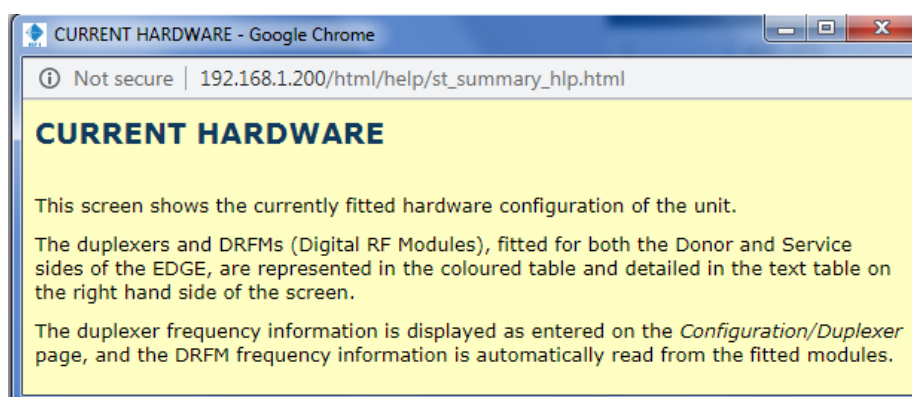 CURRENT HARDWARE - Google Chrome
Not secure | 192.168.1.200/html/help/st_summary_hlp.html
CURRENT HARDWARE
This screen shows the currently fitted hardware configuration of the unit.
The duplexers and DRFMs (Digital RF Modules), fitted for both the Donor and Service
sides of the EDGE, are represented in the coloured table and detailed in the text table on
the right hand side of the screen.
The duplexer frequency information is displayed as entered on the Configuration/Duplexer
page, and the DRFM frequency information is automatically read from the fitted modules.